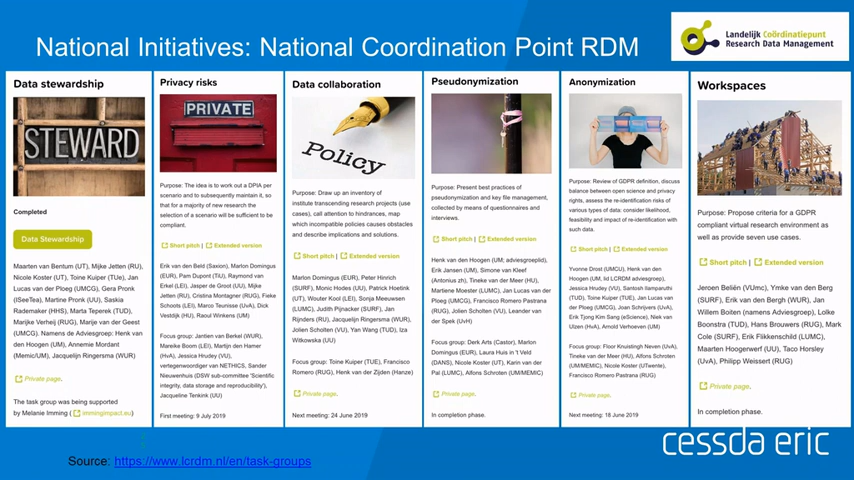 National Initiatives: National Coordination Point RDM
Landelijk Coördinatiepunt
Research Data Management
Data stewardship
STEWARD
Completed
Data Stewardship
Maarten van Bentum (UT), Mijke Jetten (RU),
Nicole Koster (UT), Toine Kuiper (TUe), Jan
Lucas van der Ploeg (UMCG), Gera Pronk
(ISeeTea), Martine Pronk (UU), Saskia
Rademaker (HHS), Marta Teperek (TUD),
Marijke Verheij (RUG), Marije van der Geest
(UMCG). Namens de Adviesgroep: Henk van
den Hoogen (UM), Annemie Mordant
(Memic/UM), Jacquelijn Ringersma (WUR)
Private page.
The task group was being supported
by Melanie Imming ( immingimpact.eu)
Privacy risks
PRIVATE
Purpose: The idea is to work out a DPIA per
scenario and to subsequently maintain it, so
that for a majority of new research the
selection of a scenario will be sufficient to be
compliant.
Short pitch | Extended version
Erik van den Beld (Saxion), Marlon Domingus
(EUR), Pam Dupont (TiU), Raymond van
Erkel (LEI), Jasper de Groot (UU), Mijke
Jetten (RU), Cristina Montagner (RUG), Fieke
Schoots (LEI), Marco Teunisse (UvA), Dick
Vestdijk (HU), Raoul Winkens (UM)
Focus group: Jantien van Berkel (WUR),
Mareike Boom (LEI), Martijn den Hamer
(HvA), Jessica Hrudey (VU),
vertegenwoordiger van NETHICS, Sander
Nieuwenhuis (DSW sub-committee 'Scientific
integrity, data storage and reproducibility'),
Jacqueline Tenkink (UU)
First meeting: 9 July 2019
Data collaboration
Policy
Purpose: Draw up an inventory of
institute transcending research projects (use
cases), call attention to hindrances, map
which incompatible policies causes obstacles
and describe implications and solutions.
Short pitch | Extended version
Marlon Domingus (EUR), Peter Hinrich
(SURF), Monic Hodes (UU), Patrick Hoetink
(UT), Wouter Kool (LEI), Sonja Meeuwsen
(LUMC), Judith Pijnacker (SURF), Jan
Rijnders (RU), Jacquelijn Ringersma (WUR),
Jolien Scholten (VU), Yan Wang (TUD), Iza
Witkowska (UU)
Focus group: Toine Kuiper (TUE), Francisco
Romero (RUG), Henk van der Zijden (Hanze)
Private page.
Next meeting: 24 June 2019
Pseudonymization
Purpose: Present best practices of
pseudonymization and key file management,
collected by means of questionnaires and
interviews.
Short pitch | Extended version
Henk van den Hoogen (UM; adviesgroeplid),
Erik Jansen (UM), Simone van Kleef
(Antonius zh), Tineke van der Meer (HU),
Martiene Moester (LUMC), Jan Lucas van der
Ploeg (UMCG), Francisco Romero Pastrana
(RUG), Jolien Scholten (VU), Leander van
der Spek (UvH)
Focus group: Derk Arts (Castor), Marlon
Domingus (EUR), Laura Huis in 't Veld
(DANS), Nicole Koster (UT), Karin van der
Pal (LUMC), Alfons Schroten (UM/MEMIC)
Private page.
In completion phase.
Anonymization
Purpose: Review of GDPR definition, discuss
balance between open science and privacy
rights, assess the re-identification risks of
various types of data: consider likelihood,
feasibility and impact of re-identification with
such data.
Short pitch | Extended version
Yvonne Drost (UMCU), Henk van den
Hoogen (UM, lid LCRDM adviesgroep),
Jessica Hrudey (VU), Santosh Ilamparuthi
(TUD), Toine Kuiper (TUE), Jan Lucas van der
Ploeg (UMCG), Joan Schrijvers (UvA),
Erik Tjong Kim Sang (eScience), Niek van
Ulzen (HvA), Arnold Verhoeven (UM)
Focus group: Floor Kruistingh Neven (UvA),
Tineke van der Meer (HU), Alfons Schroten
(UM/MEMIC), Nicole Koster (UTwente),
Francisco Romero Pastrana (RUG)
Private page.
Next meeting: 18 June 2019
Workspaces
Purpose: Propose criteria for a GDPR
compliant virtual research environment as
well as provide seven use cases.
Short pitch | Extended version
Jeroen Beliën (VUmc), Ymke van den Berg
(SURF), Erik van den Bergh (WUR), Jan
Willem Boiten (namens Adviesgroep), Lolke
Boonstra (TUD), Hans Brouwers (RUG), Mark
Cole (SURF), Erik Flikkenschild (LUMC),
Maarten Hoogerwerf (UU), Taco Horsley
(UvA), Philipp Weissert (RUG)
Private page.
In completion phase.
Source: https://www.lcrdm.nl/en/task-groups
cessda eric